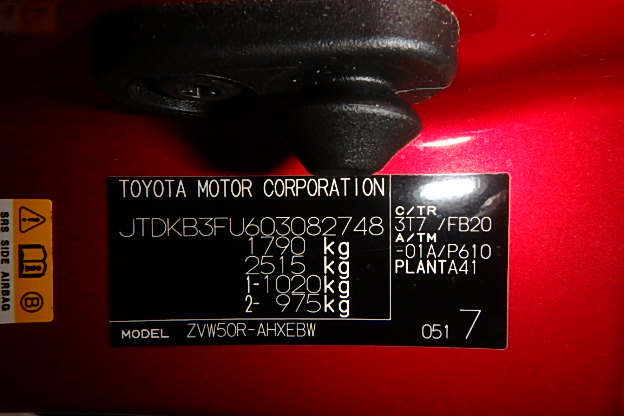 TOYOTA MOTOR CORPORATION
JTDKB3FU603082748
1790 kg
2515 kg
1-1020kg
2- 975kg
C/TR
3T7 /FB20
A/TM
-01A/P610
PLANTA41
MODEL ZVW50R-AHXEBW
051 7
SRS SIDE AIRBAG